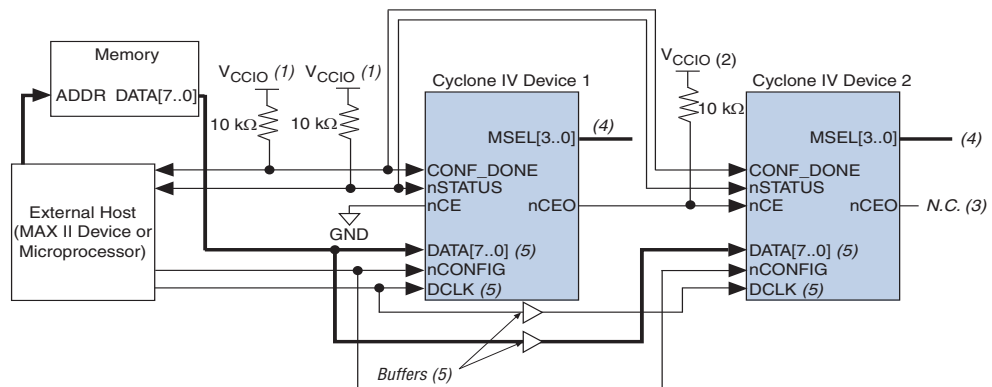 Memory
ADDR DATA[7..0]
External Host
(MAX II Device or
Microprocessor)
VCCIO (1)
10 kΩ
VCCIO (1)
10 kΩ
GND
Cyclone IV Device 1
MSEL[3..0]
(4)
CONF_DONE
nSTATUS
nCE
nCEO
DATA[7..0] (5)
nCONFIG
DCLK (5)
VCCIO (2)
10 kΩ
Cyclone IV Device 2
MSEL[3..0]
(4)
CONF_DONE
nSTATUS
nCE
nCEO
N.C. (3)
DATA[7..0] (5)
nCONFIG
DCLK (5)
Buffers (5)